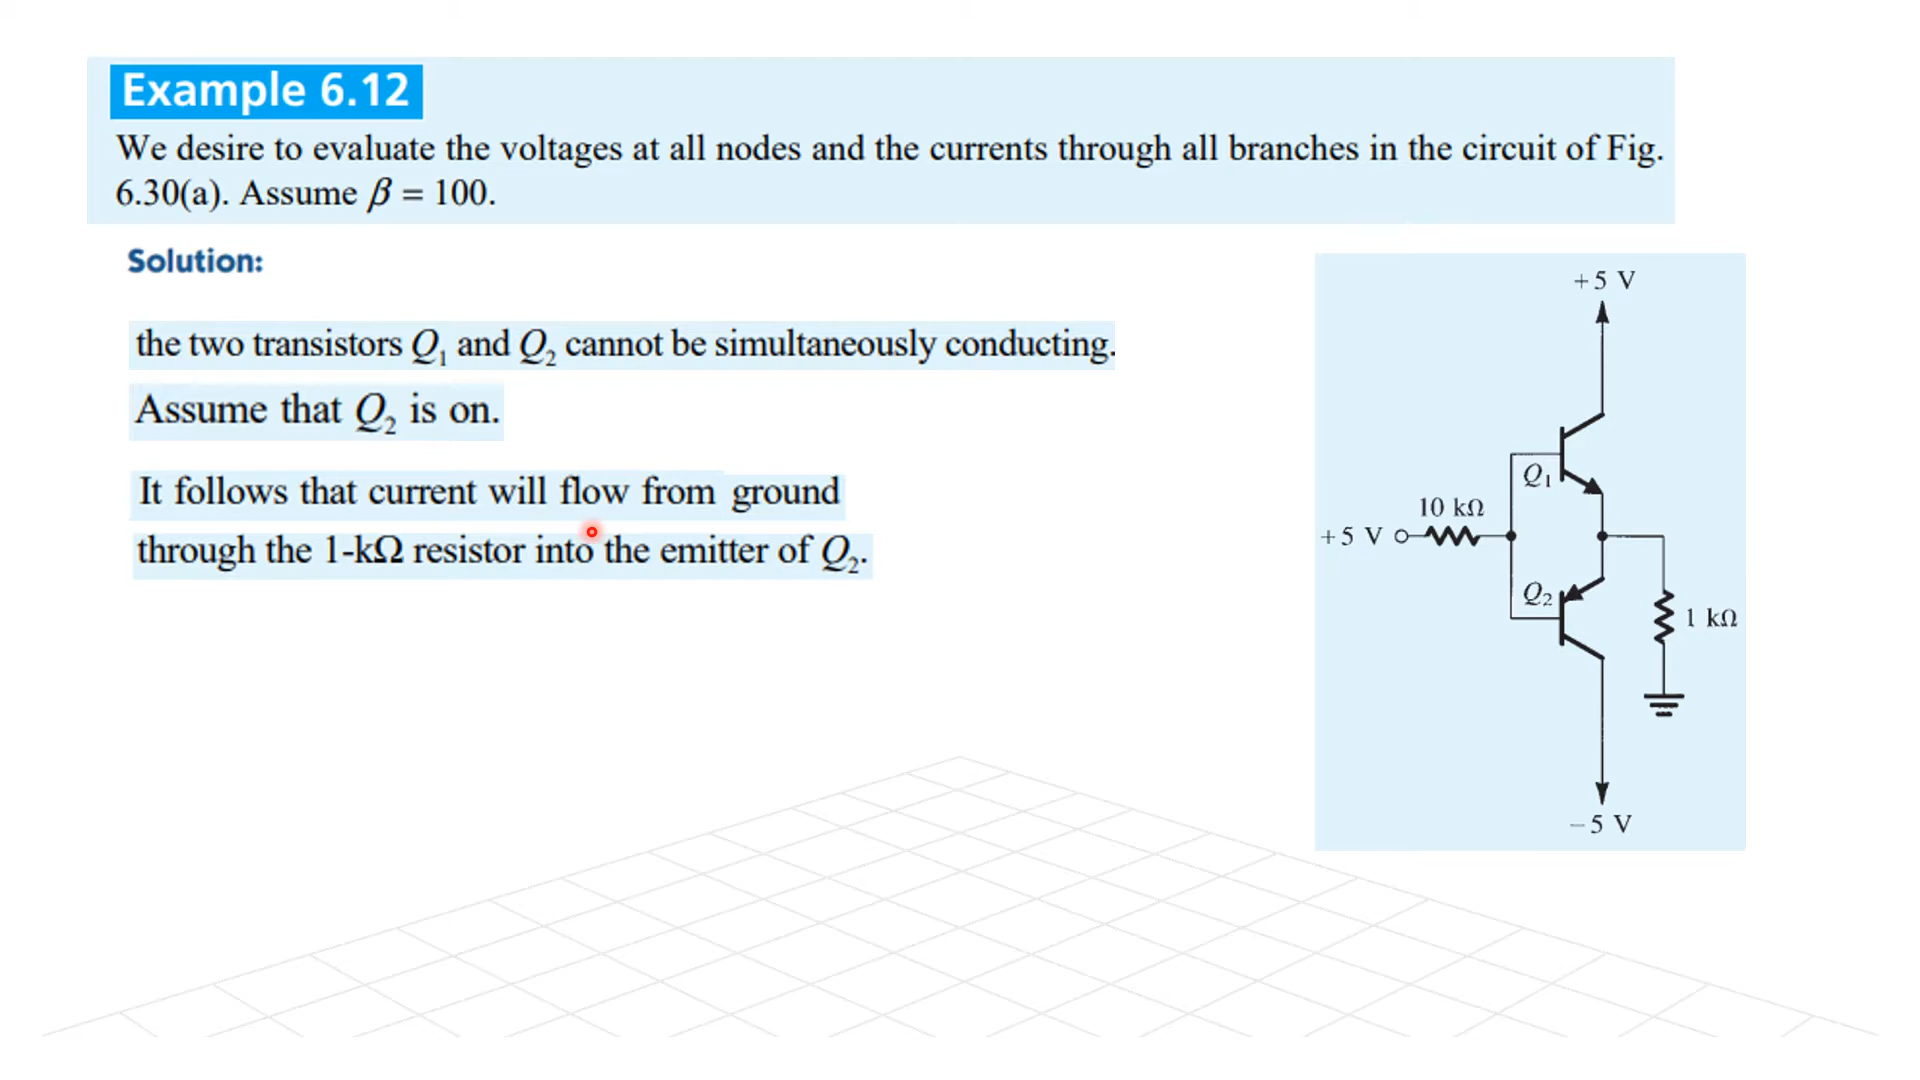 Example 6.12
We desire to evaluate the voltages at all nodes and the currents through all branches in the circuit of Fig.
6.30(a). Assume β = 100.
Solution:
the two transistors Q₁ and Q₂ cannot be simultaneously conducting.
Assume that Q₂ is on.
It follows that current will flow from ground
through the 1-kΩ resistor into the emitter of Q₂.
+5 V
Q₁
10 kΩ
+5 V
Q₂
1 kΩ
−5 V